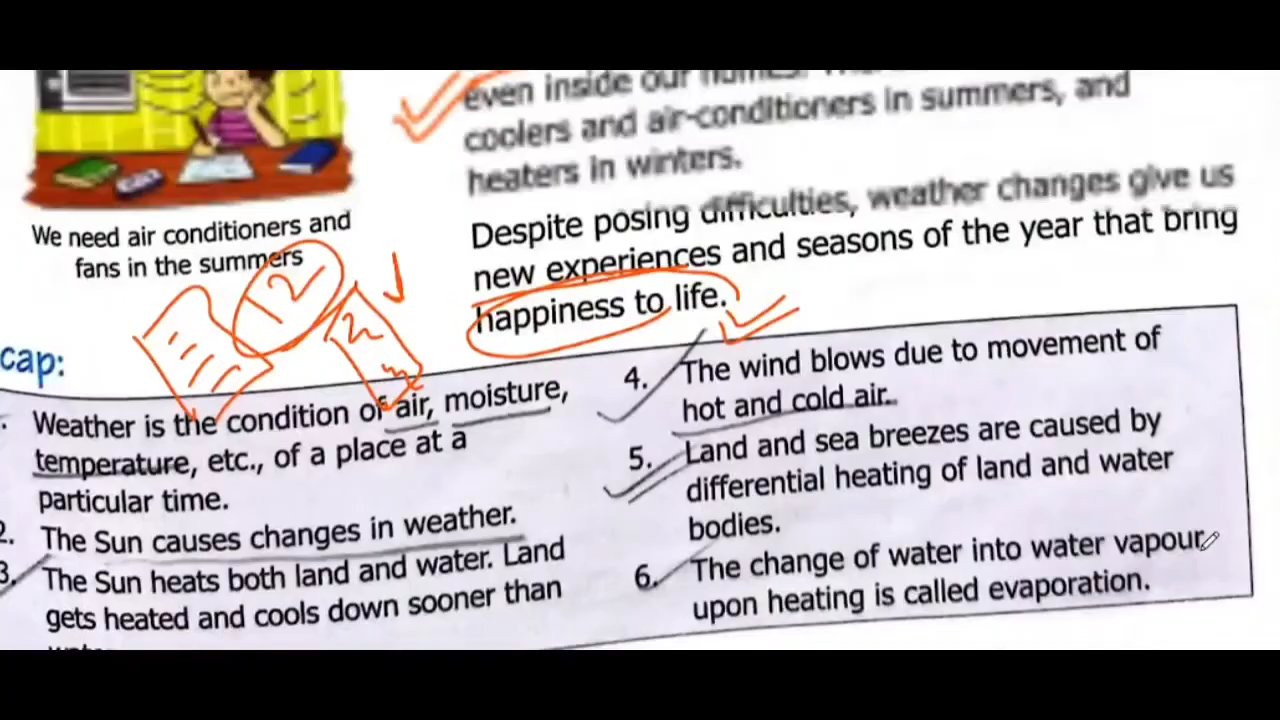 even inside our homes.
coolers and air-conditioners in summers, and
heaters in winters.
Despite posing difficulties, weather changes give us
new experiences and seasons of the year that bring
happiness to life.
We need air conditioners and
fans in the summers
12
cap:
Weather is the condition of air, moisture,
temperature, etc., of a place at a
particular time.
2. The Sun causes changes in weather.
3. The Sun heats both land and water. Land
gets heated and cools down sooner than
4. The wind blows due to movement of
hot and cold air.
5. Land and sea breezes are caused by
differential heating of land and water
bodies.
6. The change of water into water vapour
upon heating is called evaporation.